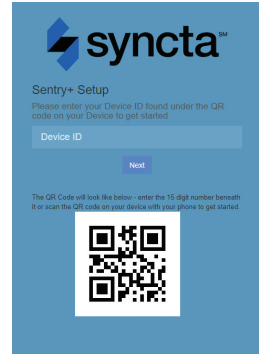 syncta℠
Sentry+ Setup
Please enter your Device ID found under the QR
code on your Device to get started
Device ID
Next
The QR Code will look like below - enter the 15 digit number beneath
it or scan the QR code on your device with your phone to get started.